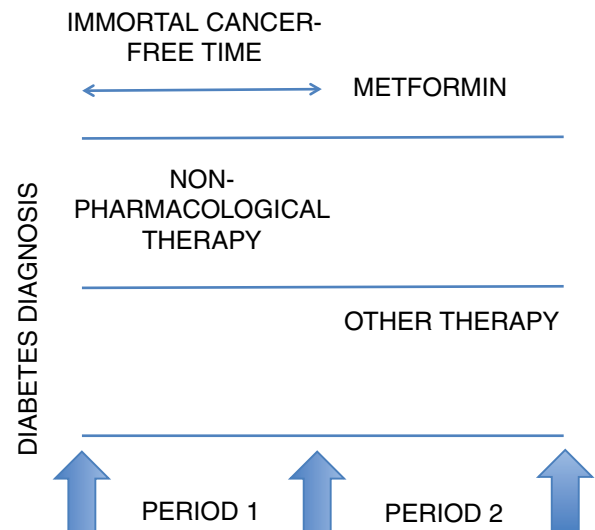 IMMORTAL CANCER-
FREE TIME
METFORMIN
NON-
PHARMACOLOGICAL
THERAPY
OTHER THERAPY
DIABETES DIAGNOSIS
PERIOD 1
PERIOD 2